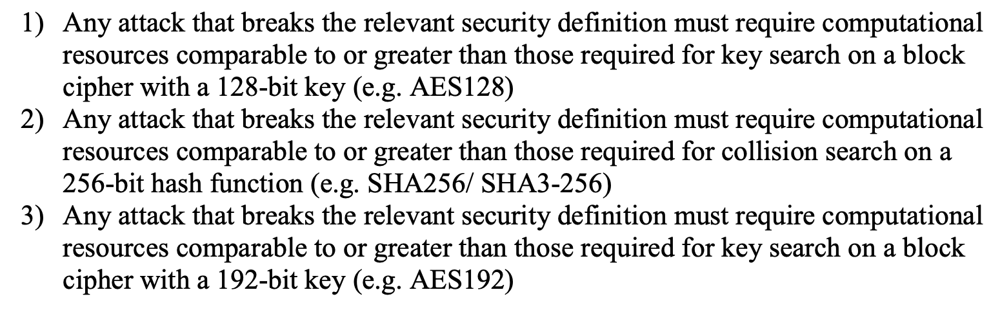 1) Any attack that breaks the relevant security definition must require computational
resources comparable to or greater than those required for key search on a block
cipher with a 128-bit key (e.g. AES128)
2) Any attack that breaks the relevant security definition must require computational
resources comparable to or greater than those required for collision search on a
256-bit hash function (e.g. SHA256/ SHA3-256)
3) Any attack that breaks the relevant security definition must require computational
resources comparable to or greater than those required for key search on a block
cipher with a 192-bit key (e.g. AES192)